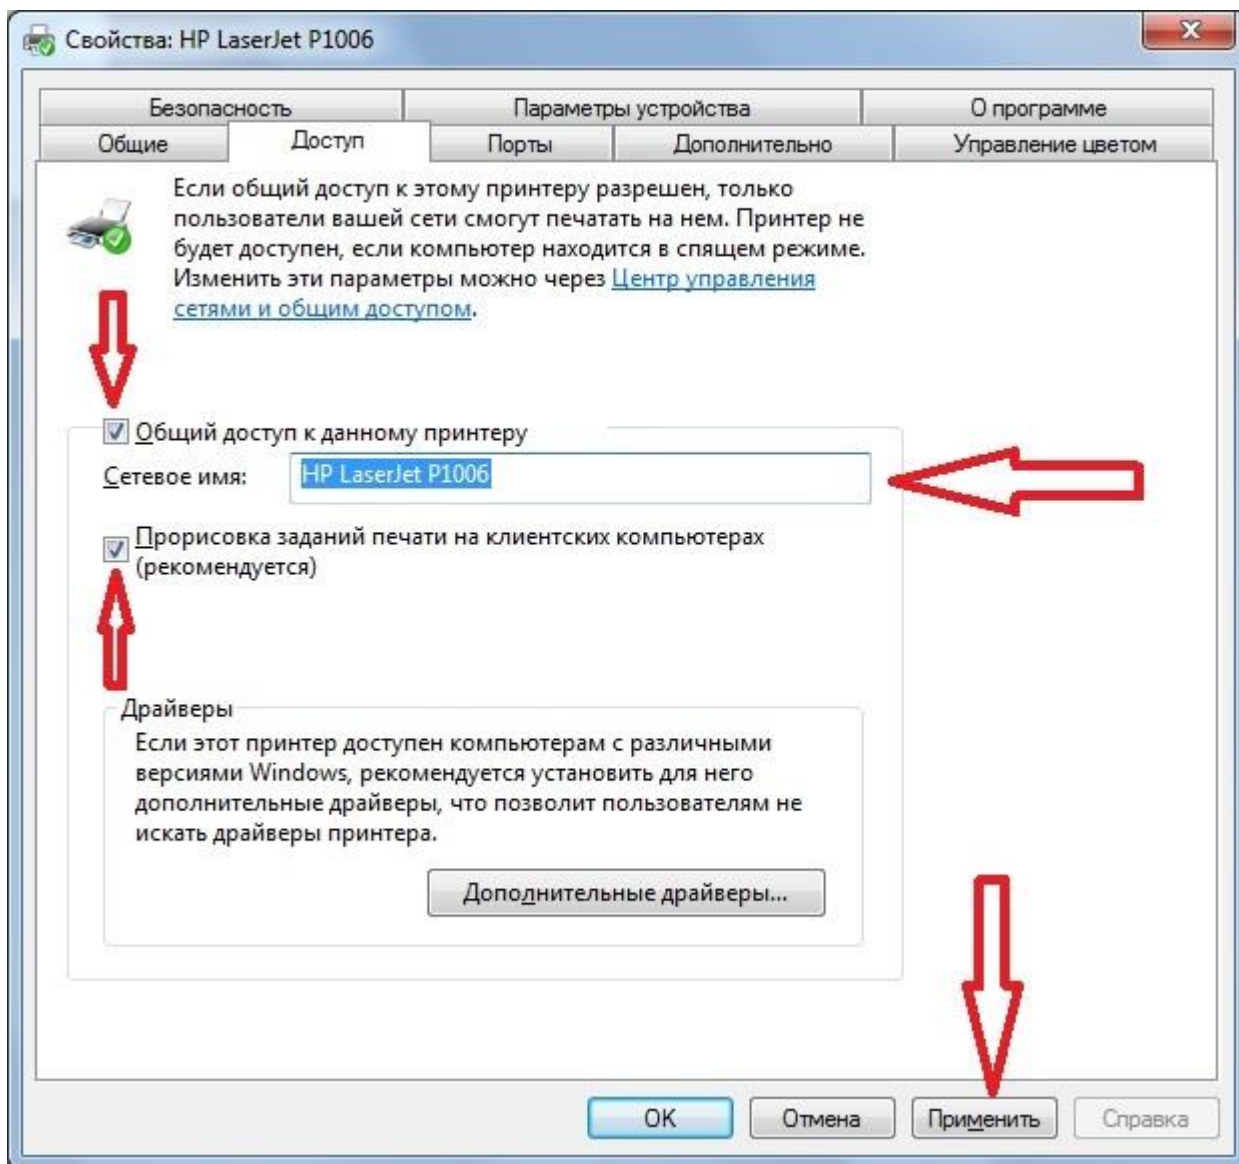 Свойства: HP LaserJet P1006
Безопасность
Параметры устройства
О программе
Общие
Доступ
Порты
Дополнительно
Управление цветом
Если общий доступ к этому принтеру разрешен, только
пользователи вашей сети смогут печатать на нем. Принтер не
будет доступен, если компьютер находится в спящем режиме.
Изменить эти параметры можно через Центр управления
сетями и общим доступом.
Общий доступ к данному принтеру
Сетевое имя:
HP LaserJet P1006
Прорисовка заданий печати на клиентских компьютерах
(рекомендуется)
Драйверы
Если этот принтер доступен компьютерам с различными
версиями Windows, рекомендуется установить для него
дополнительные драйверы, что позволит пользователям не
искать драйверы принтера.
Дополнительные драйверы...
ОК
Отмена
Применить
Справка